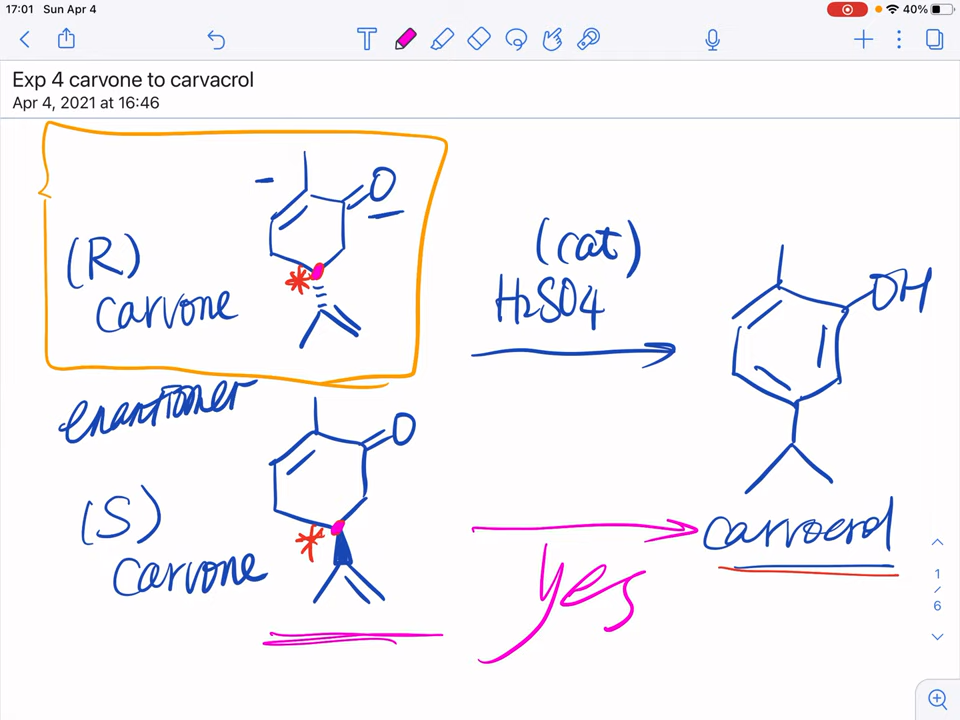 17:01 Sun Apr 4
40%
T
Exp 4 carvone to carvacrol
Apr 4, 2021 at 16:46
O
(R)
carvone
(cat)
H2SO4
OH
enantiomer
O
(S)
carvone
yes
1
/
6